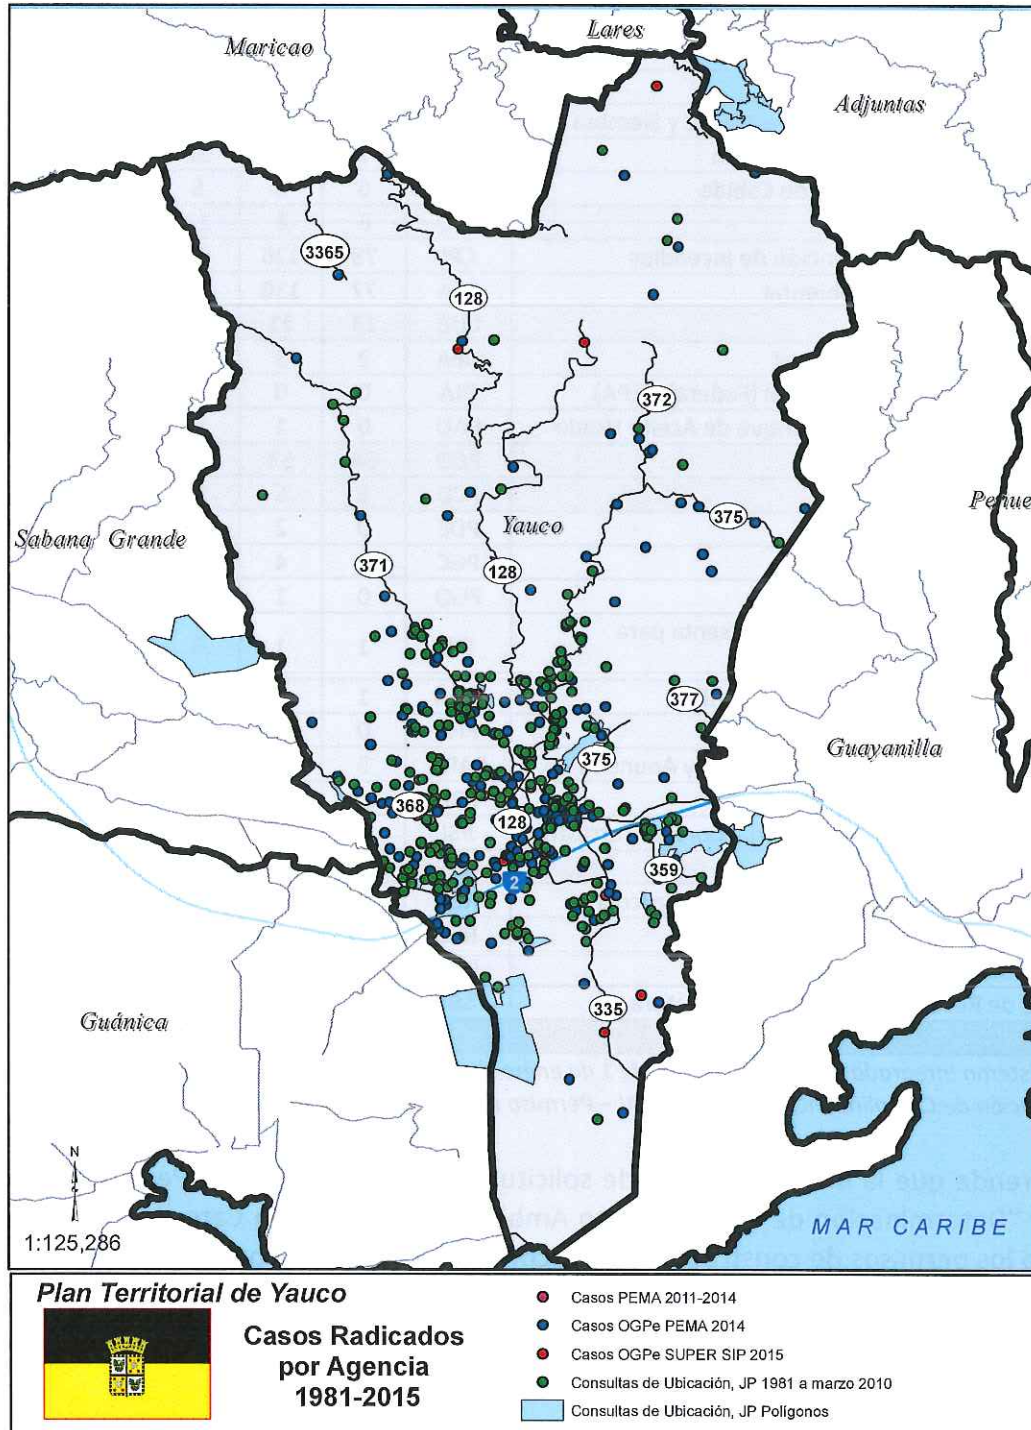 Lares
Maricao
Adjuntas
3365
128
372
Peñue
375
Yauco
Sabana Grande
371
128
377
Guayanilla
375
368
128
359
2
335
Guánica
N
MAR CARIBE
1:125,286
Plan Territorial de Yauco
Casos Radicados
por Agencia
1981-2015
Casos PEMA 2011-2014
Casos OGPe PEMA 2014
Casos OGPe SUPER SIP 2015
Consultas de Ubicación, JP 1981 a marzo 2010
Consultas de Ubicación, JP Polígonos